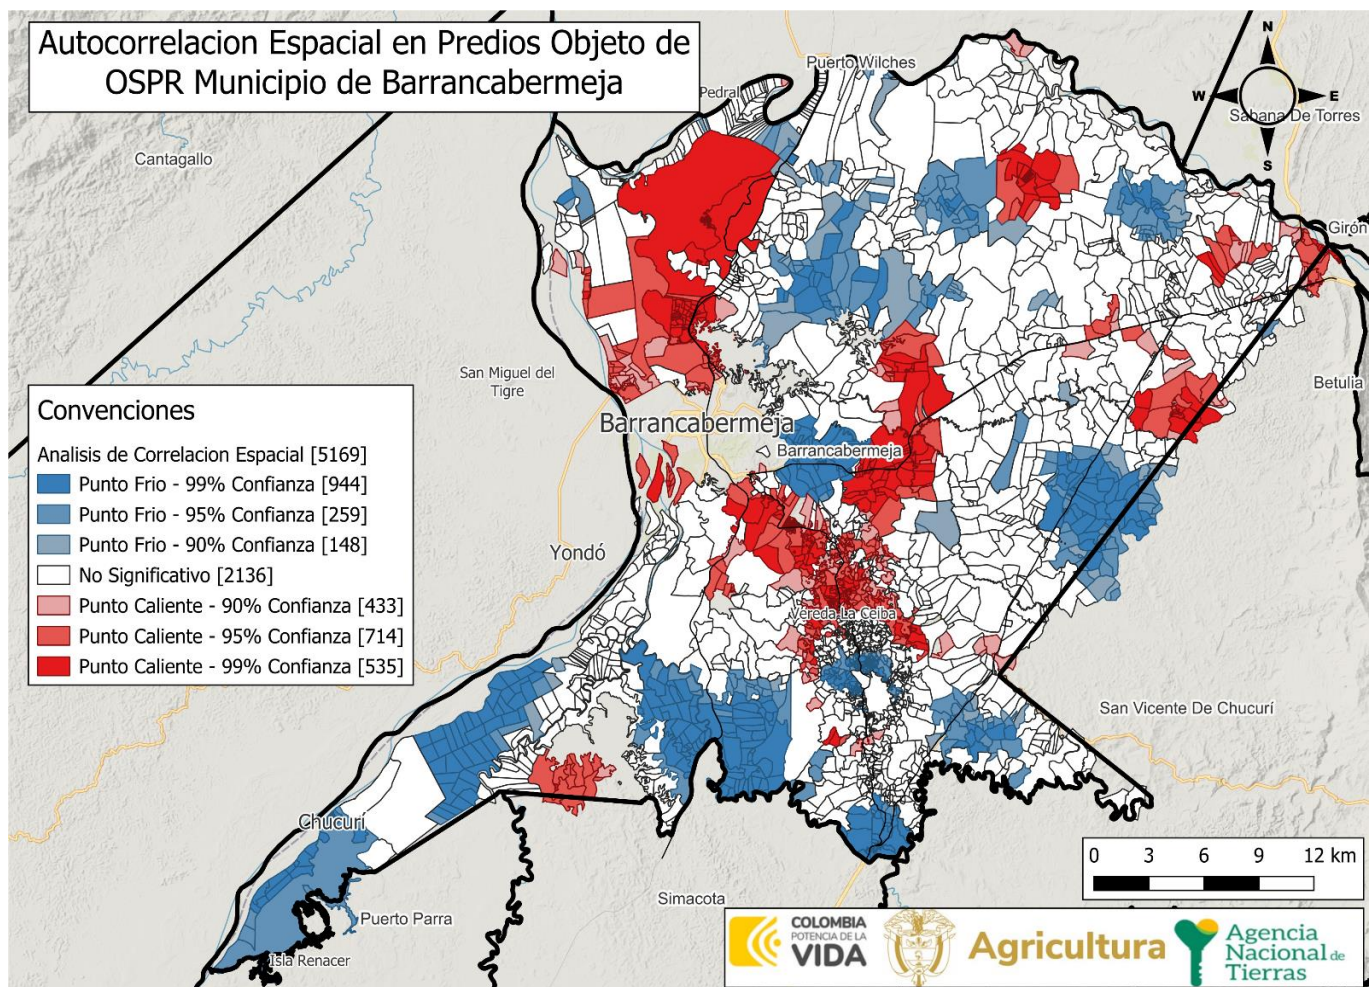 Autocorrelacion Espacial en Predios Objeto de
OSPR Municipio de Barrancabermeja
Puerto Wilches
Pedral
N
W
E
S
Sabana De Torres
Cantagallo
Girón
San Miguel del
Tigre
Betulia
Convenciones
Analisis de Correlacion Espacial [5169]
Punto Frio - 99% Confianza [944]
Punto Frio - 95% Confianza [259]
Punto Frio - 90% Confianza [148]
No Significativo [2136]
Punto Caliente - 90% Confianza [433]
Punto Caliente - 95% Confianza [714]
Punto Caliente - 99% Confianza [535]
Barrancabermeja
Barrancabermeja
Yondó
Vereda La Ceiba
San Vicente De Chucurí
Chucurí
Simacota
Puerto Parra
Isla Renacer
0 3 6 9 12 km
COLOMBIA
POTENCIA DE LA
VIDA
Agricultura
Agencia
Nacional de
Tierras